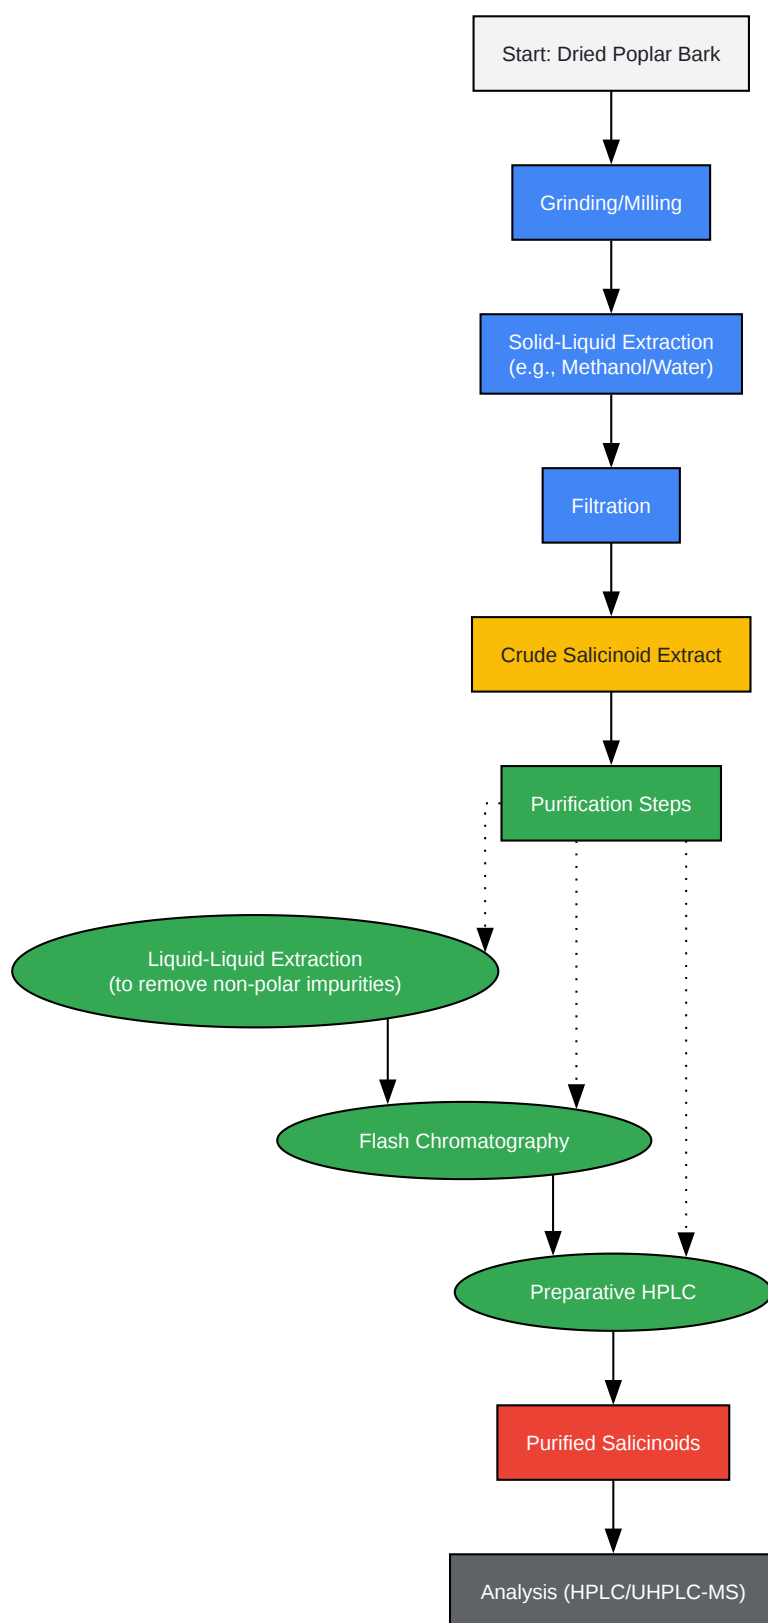 Start: Dried Poplar Bark
Grinding/Milling
Solid-Liquid Extraction
(e.g., Methanol/Water)
Filtration
Crude Salicinoid Extract
Purification Steps
Liquid-Liquid Extraction
(to remove non-polar impurities)
Flash Chromatography
Preparative HPLC
Purified Salicinoids
Analysis (HPLC/UHPLC-MS)